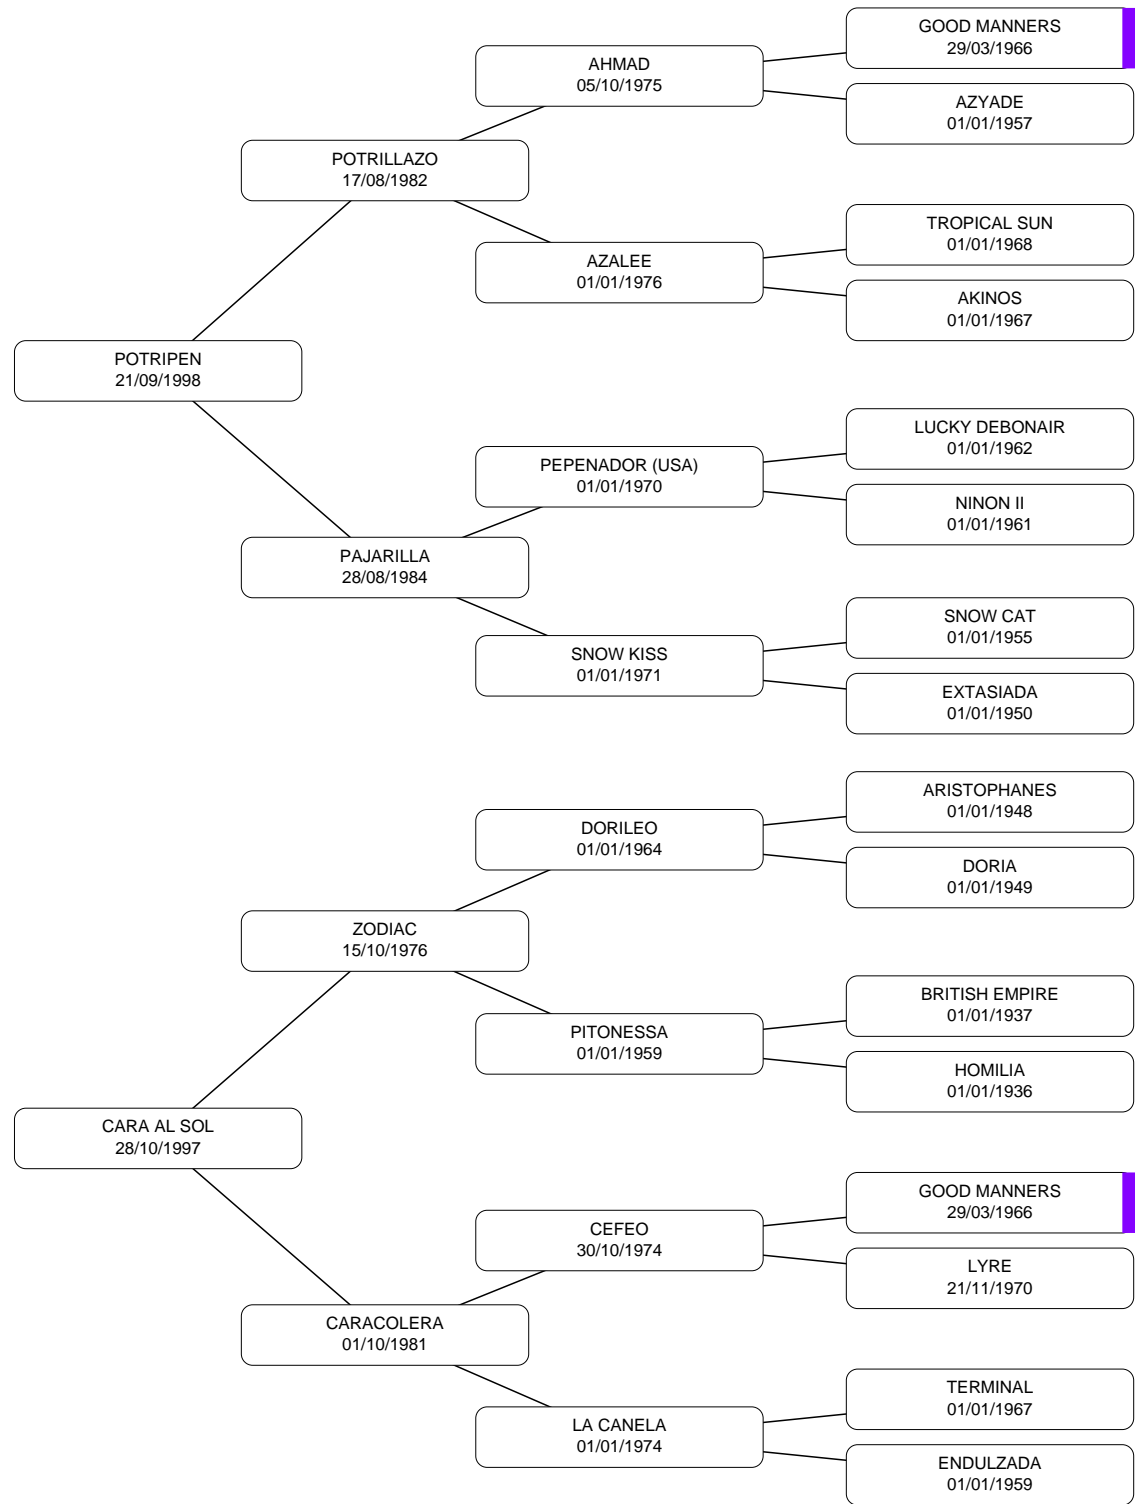 GOOD MANNERS
29/03/1966
AHMAD
05/10/1975
AZYADE
01/01/1957
POTRILLAZO
17/08/1982
TROPICAL SUN
01/01/1968
AZALEE
01/01/1976
AKINOS
01/01/1967
POTRIPEN
21/09/1998
LUCKY DEBONAIR
01/01/1962
PEPENADOR (USA)
01/01/1970
NINON II
01/01/1961
PAJARILLA
28/08/1984
SNOW CAT
01/01/1955
SNOW KISS
01/01/1971
EXTASIADA
01/01/1950
ARISTOPHANES
01/01/1948
DORILEO
01/01/1964
DORIA
01/01/1949
ZODIAC
15/10/1976
BRITISH EMPIRE
01/01/1937
PITONESSA
01/01/1959
HOMILIA
01/01/1936
CARA AL SOL
28/10/1997
GOOD MANNERS
29/03/1966
CEFEO
30/10/1974
LYRE
21/11/1970
CARACOLERA
01/10/1981
TERMINAL
01/01/1967
LA CANELA
01/01/1974
ENDULZADA
01/01/1959